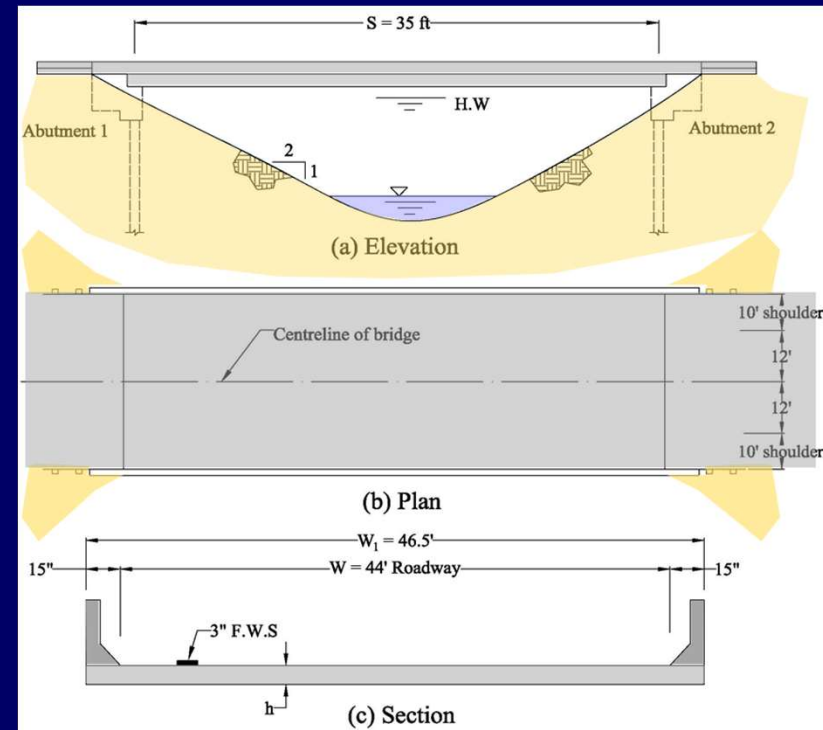 S = 35 ft
H.W
Abutment 1
Abutment 2
2
1
(a) Elevation
10' shoulder
Centreline of bridge
12'
12'
10' shoulder
(b) Plan
W₁ = 46.5'
15"
W = 44' Roadway
15"
3" F.W.S
h
(c) Section